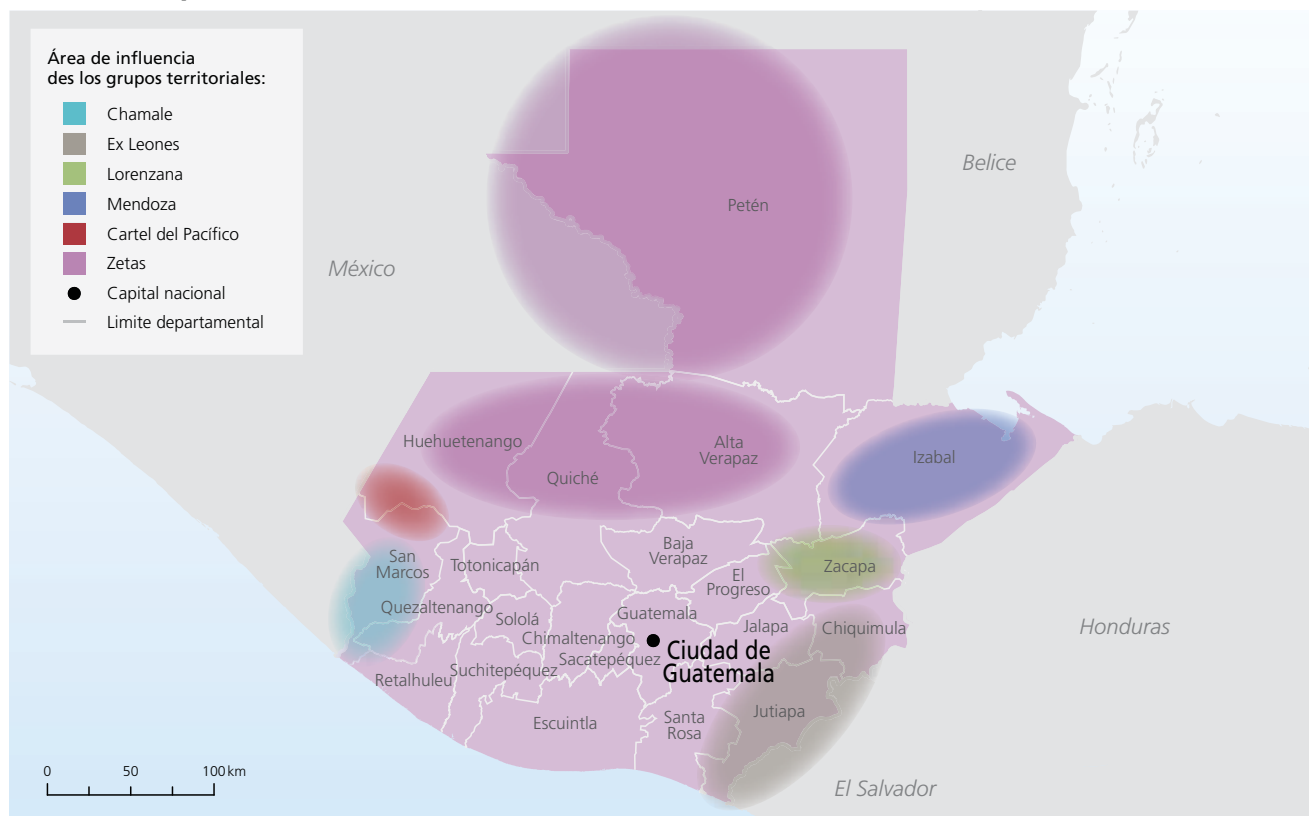 Área de influencia
des los grupos territoriales:
Chamale
Ex Leones
Lorenzana
Mendoza
Cartel del Pacífico
Zetas
Capital nacional
Limite departamental
Belice
Petén
México
Huehuetenango
Alta
Verapaz
Izabal
Quiché
Baja
Verapaz
San
Marcos
Totonicapán
Zacapa
El
Progreso
Quezaltenango
Sololá
Guatemala
Jalapa
Chiquimula
Honduras
Chimaltenango
Ciudad de
Guatemala
Sacatepéquez
Suchitepéquez
Retalhuleu
Jutiapa
Escuintla
Santa
Rosa
0 50 100 km
El Salvador